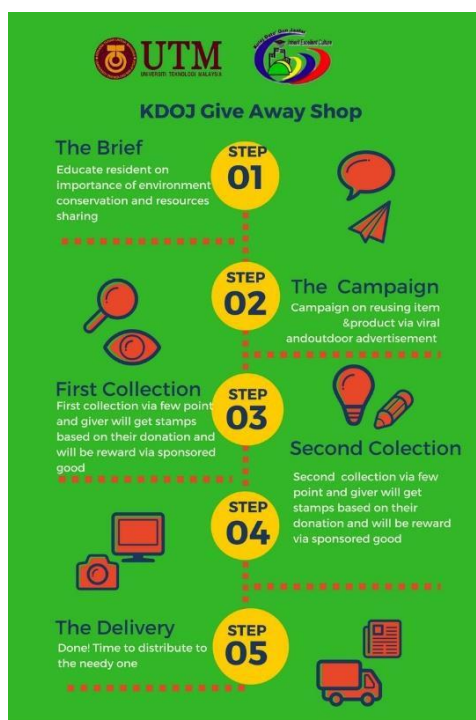 UTM
UNIVERSITI TEKNOLOGI MALAYSIA
KDOJ Give Away Shop
The Brief
Educate resident on
importance of environment
conservation and resources
sharing
STEP
01
STEP
02
The Campaign
Campaign on reusing item
&product via viral
andoutdoor advertisement
First Collection
First collection via few point
and giver will get stamps
based on their donation and
will be reward via sponsored
good
STEP
03
Second Colection
Second collection via few
point and giver will get
stamps based on their
donation and will be reward
via sponsored good
STEP
04
The Delivery
Done! Time to distribute to
the needy one
STEP
05